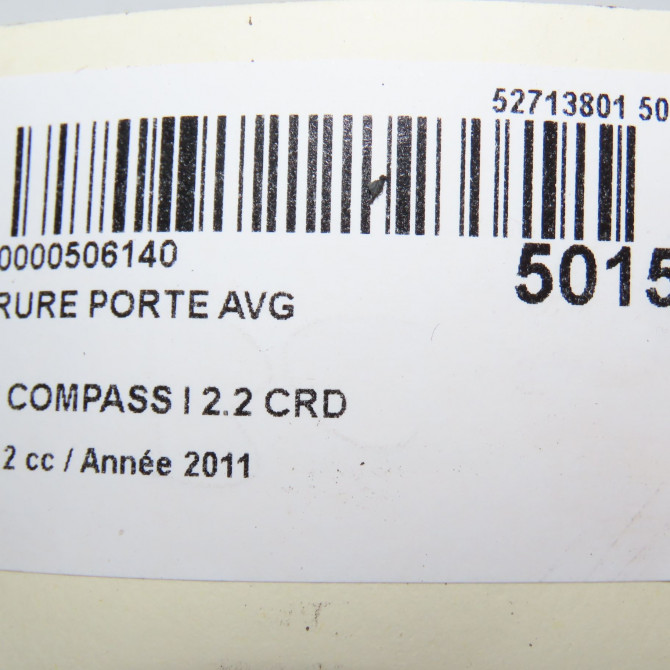 52713801 50
0000506140
5015
RURE PORTE AVG
COMPASS I 2.2 CRD
2 cc / Année 2011